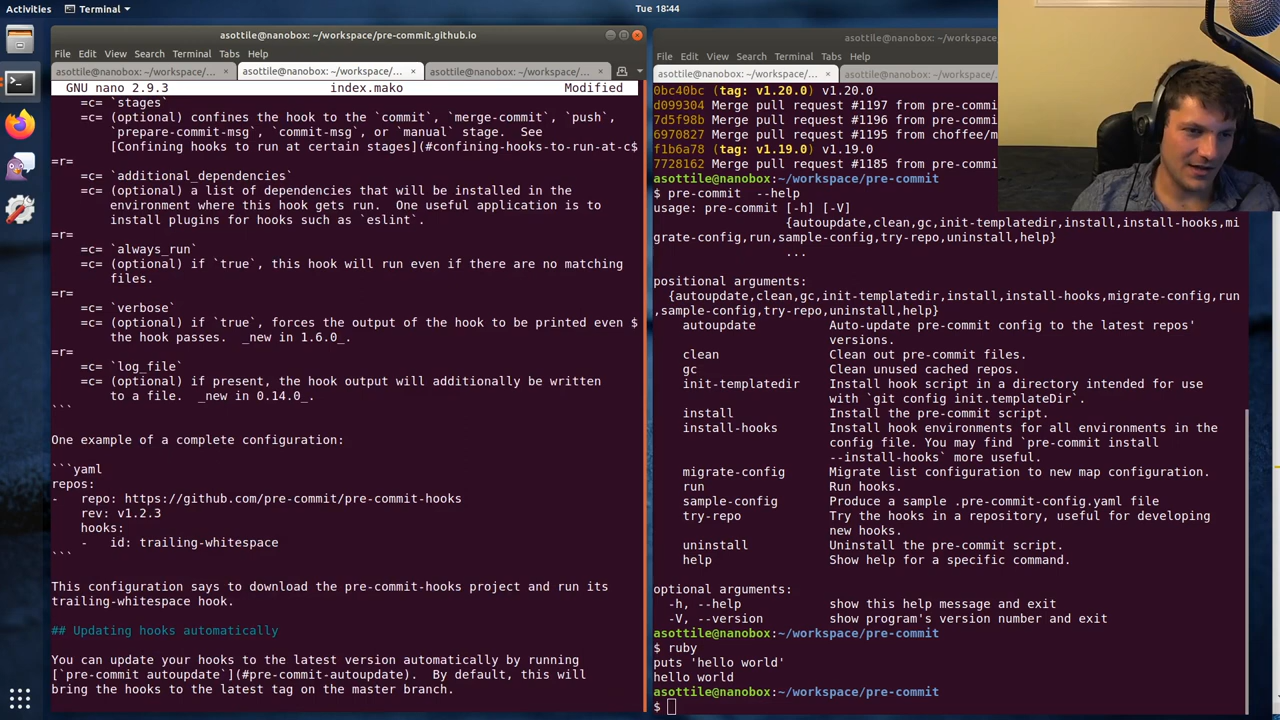 Activities
Terminal
Tue 18:44
asottile@nanobox: ~/workspace/pre-commit.github.io
File Edit View Search Terminal Tabs Help
asottile@nanobox: ~/workspace/... × asottile@nanobox: ~/workspace/... × asottile@nanobox: ~/workspace/... ×
GNU nano 2.9.3 index.mako Modified
=c= `stages`
=c= (optional) confines the hook to the `commit`, `merge-commit`, `push`,
`prepare-commit-msg`, `commit-msg`, or `manual` stage.  See
[Confining hooks to run at certain stages](#confining-hooks-to-run-at-c$
=r=
=c= `additional_dependencies`
=c= (optional) a list of dependencies that will be installed in the
environment where this hook gets run.  One useful application is to
install plugins for hooks such as `eslint`.
=r=
=c= `always_run`
=c= (optional) if `true`, this hook will run even if there are no matching
files.
=r=
=c= `verbose`
=c= (optional) if `true`, forces the output of the hook to be printed even $
the hook passes.  _new in 1.6.0_.
=r=
=c= `log_file`
=c= (optional) if present, the hook output will additionally be written
to a file.  _new in 0.14.0_.
```
One example of a complete configuration:
```yaml
repos:
-   repo: https://github.com/pre-commit/pre-commit-hooks
rev: v1.2.3
hooks:
-   id: trailing-whitespace
```
This configuration says to download the pre-commit-hooks project and run its
trailing-whitespace hook.
## Updating hooks automatically
You can update your hooks to the latest version automatically by running
[`pre-commit autoupdate`](#pre-commit-autoupdate).  By default, this will
bring the hooks to the latest tag on the master branch.
asottile@nanobox: ~/works
File Edit View Search Terminal Tabs Help
asottile@nanobox: ~/workspace/pre-commit × asottile@nanobox: ~/workspa
0bc40bc (tag: v1.20.0) v1.20.0
d099304 Merge pull request #1197 from pre-commi
7d5f98b Merge pull request #1196 from pre-commi
6970827 Merge pull request #1195 from choffee/m
f1b6a78 (tag: v1.19.0) v1.19.0
7728162 Merge pull request #1185 from pre-commi
asottile@nanobox:~/workspace/pre-commit
$ pre-commit  --help
usage: pre-commit [-h] [-V]
{autoupdate,clean,gc,init-templatedir,install,install-hooks,mi
grate-config,run,sample-config,try-repo,uninstall,help}
...
positional arguments:
{autoupdate,clean,gc,init-templatedir,install,install-hooks,migrate-config,run
,sample-config,try-repo,uninstall,help}
autoupdate Auto-update pre-commit config to the latest repos'
versions.
clean Clean out pre-commit files.
gc Clean unused cached repos.
init-templatedir Install hook script in a directory intended for use
with `git config init.templateDir`.
install Install the pre-commit script.
install-hooks Install hook environments for all environments in the
config file. You may find `pre-commit install
--install-hooks` more useful.
migrate-config Migrate list configuration to new map configuration.
run Run hooks.
sample-config Produce a sample .pre-commit-config.yaml file
try-repo Try the hooks in a repository, useful for developing
new hooks.
uninstall Uninstall the pre-commit script.
help Show help for a specific command.
optional arguments:
-h, --help show this help message and exit
-V, --version show program's version number and exit
asottile@nanobox:~/workspace/pre-commit
$ ruby
puts 'hello world'
hello world
asottile@nanobox:~/workspace/pre-commit
$